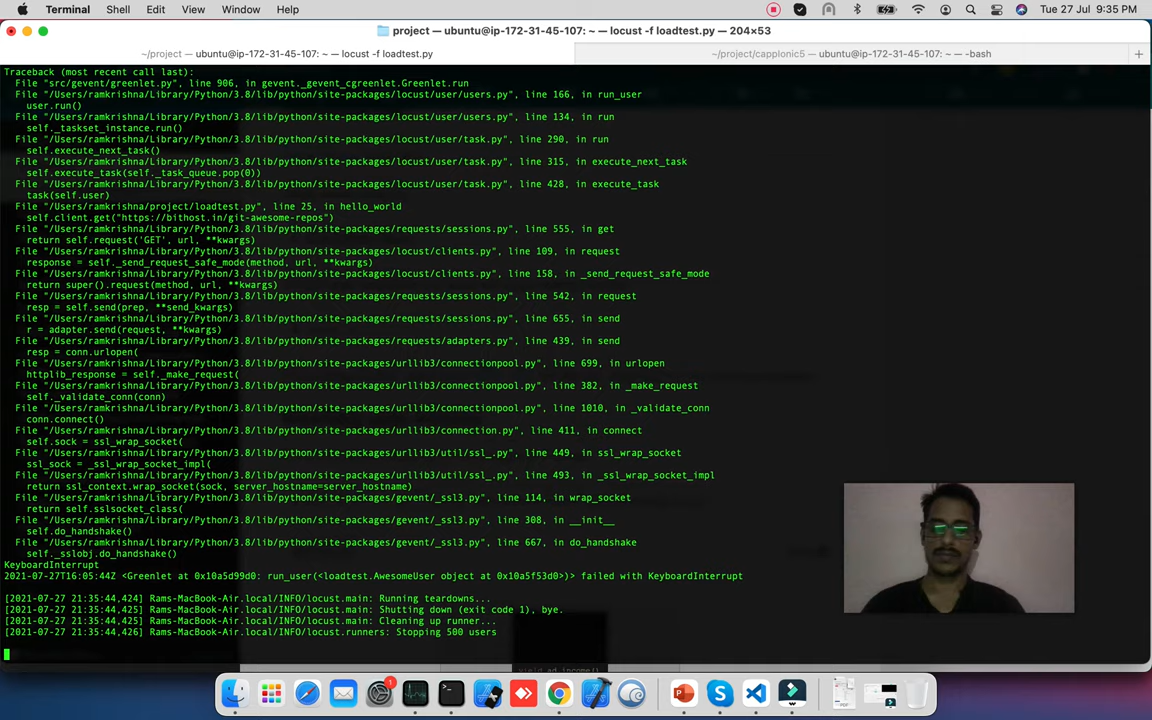 Terminal Shell Edit View Window Help Tue 27 Jul 9:35 PM
project — ubuntu@ip-172-31-45-107: ~ — locust -f loadtest.py — 204×53
~/project — ubuntu@ip-172-31-45-107: ~ — locust -f loadtest.py ~/project/cappIonic5 — ubuntu@ip-172-31-45-107: ~ — -bash +
Traceback (most recent call last):
File "src/gevent/greenlet.py", line 906, in gevent._gevent_cgreenlet.Greenlet.run
File "/Users/ramkrishna/Library/Python/3.8/lib/python/site-packages/locust/user/users.py", line 166, in run_user
user.run()
File "/Users/ramkrishna/Library/Python/3.8/lib/python/site-packages/locust/user/users.py", line 134, in run
self._taskset_instance.run()
File "/Users/ramkrishna/Library/Python/3.8/lib/python/site-packages/locust/user/task.py", line 290, in run
self.execute_next_task()
File "/Users/ramkrishna/Library/Python/3.8/lib/python/site-packages/locust/user/task.py", line 315, in execute_next_task
self.execute_task(self._task_queue.pop(0))
File "/Users/ramkrishna/Library/Python/3.8/lib/python/site-packages/locust/user/task.py", line 428, in execute_task
task(self.user)
File "/Users/ramkrishna/project/loadtest.py", line 25, in hello_world
self.client.get("https://bithost.in/git-awesome-repos")
File "/Users/ramkrishna/Library/Python/3.8/lib/python/site-packages/requests/sessions.py", line 555, in get
return self.request('GET', url, **kwargs)
File "/Users/ramkrishna/Library/Python/3.8/lib/python/site-packages/locust/clients.py", line 109, in request
response = self._send_request_safe_mode(method, url, **kwargs)
File "/Users/ramkrishna/Library/Python/3.8/lib/python/site-packages/locust/clients.py", line 158, in _send_request_safe_mode
return super().request(method, url, **kwargs)
File "/Users/ramkrishna/Library/Python/3.8/lib/python/site-packages/requests/sessions.py", line 542, in request
resp = self.send(prep, **send_kwargs)
File "/Users/ramkrishna/Library/Python/3.8/lib/python/site-packages/requests/sessions.py", line 655, in send
r = adapter.send(request, **kwargs)
File "/Users/ramkrishna/Library/Python/3.8/lib/python/site-packages/requests/adapters.py", line 439, in send
resp = conn.urlopen(
File "/Users/ramkrishna/Library/Python/3.8/lib/python/site-packages/urllib3/connectionpool.py", line 699, in urlopen
httplib_response = self._make_request(
File "/Users/ramkrishna/Library/Python/3.8/lib/python/site-packages/urllib3/connectionpool.py", line 382, in _make_request
self._validate_conn(conn)
File "/Users/ramkrishna/Library/Python/3.8/lib/python/site-packages/urllib3/connectionpool.py", line 1010, in _validate_conn
conn.connect()
File "/Users/ramkrishna/Library/Python/3.8/lib/python/site-packages/urllib3/connection.py", line 411, in connect
self.sock = ssl_wrap_socket(
File "/Users/ramkrishna/Library/Python/3.8/lib/python/site-packages/urllib3/util/ssl_.py", line 449, in ssl_wrap_socket
ssl_sock = _ssl_wrap_socket_impl(
File "/Users/ramkrishna/Library/Python/3.8/lib/python/site-packages/urllib3/util/ssl_.py", line 493, in _ssl_wrap_socket_impl
return ssl_context.wrap_socket(sock, server_hostname=server_hostname)
File "/Users/ramkrishna/Library/Python/3.8/lib/python/site-packages/gevent/_ssl3.py", line 114, in wrap_socket
return self.sslsocket_class(
File "/Users/ramkrishna/Library/Python/3.8/lib/python/site-packages/gevent/_ssl3.py", line 308, in __init__
self.do_handshake()
File "/Users/ramkrishna/Library/Python/3.8/lib/python/site-packages/gevent/_ssl3.py", line 667, in do_handshake
self._sslobj.do_handshake()
KeyboardInterrupt
2021-07-27T16:05:44Z <Greenlet at 0x10a5d99d0: run_user(<loadtest.AwesomeUser object at 0x10a5f53d0>)> failed with KeyboardInterrupt
[2021-07-27 21:35:44,424] Rams-MacBook-Air.local/INFO/locust.main: Running teardowns...
[2021-07-27 21:35:44,425] Rams-MacBook-Air.local/INFO/locust.main: Shutting down (exit code 1), bye.
[2021-07-27 21:35:44,425] Rams-MacBook-Air.local/INFO/locust.main: Cleaning up runner...
[2021-07-27 21:35:44,426] Rams-MacBook-Air.local/INFO/locust.runners: Stopping 500 users
yield ad_income()
1